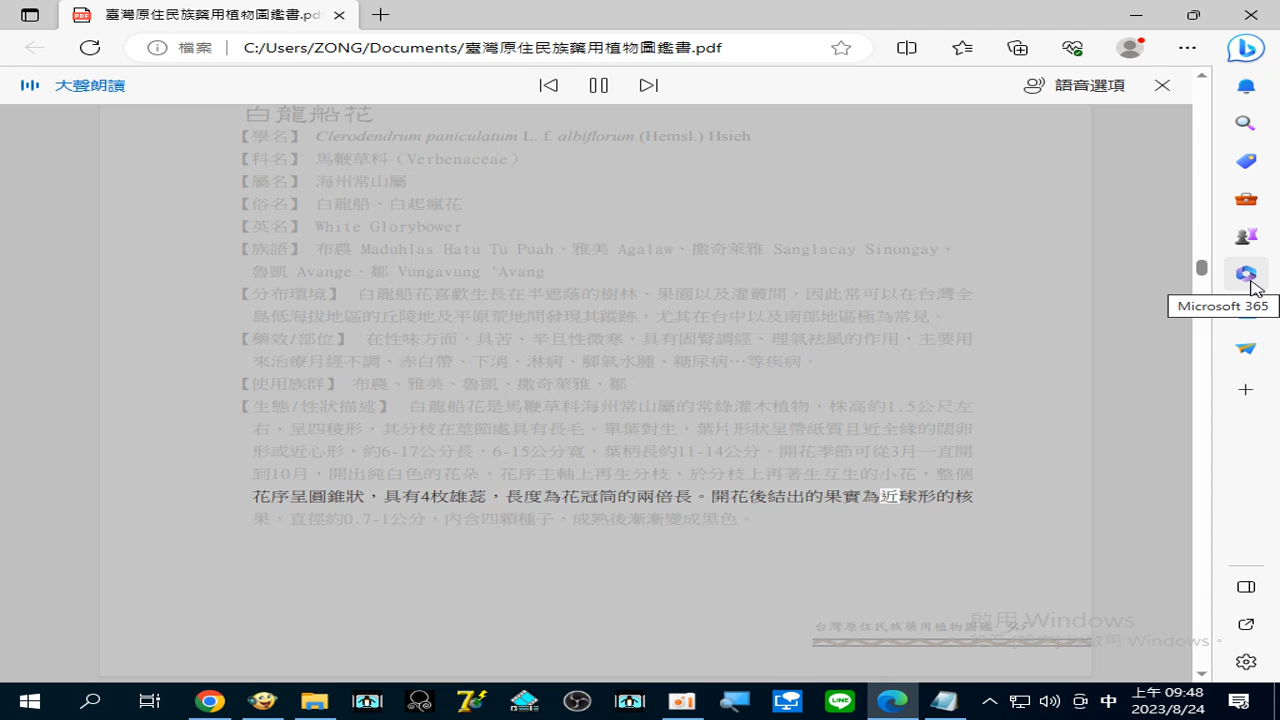 臺灣原住民族藥用植物圖鑑書.pdf
檔案 C:/Users/ZONG/Documents/臺灣原住民族藥用植物圖鑑書.pdf
大聲朗讀 語音選項
白龍船花
【學名】 Clerodendrum paniculatum L. f. albiflorum (Hemsl.) Hsieh
【科名】 馬鞭草科（Verbenaceae）
【屬名】 海州常山屬
【俗名】 白龍船、白起瘋花
【英名】 White Glorybower
【族語】 布農 Maduhlas Hatu Tu Puah、雅美 Agalaw、撒奇萊雅 Sanglacay Sinongay、
魯凱 Avange、鄒 Vungavung 'Avang
【分布環境】 白龍船花喜歡生長在半遮蔭的樹林、果園以及灌叢間，因此常可以在台灣全
島低海拔地區的丘陵地及平原荒地間發現其蹤跡，尤其在台中以及南部地區極為常見。
【藥效/部位】 在性味方面，具苦、辛且性微寒，具有固腎調經、理氣袪風的作用，主要用
來治療月經不調、赤白帶、下消、淋病、腳氣水腫、糖尿病…等疾病。
【使用族群】 布農、雅美、魯凱、撒奇萊雅、鄒
【生態/性狀描述】 白龍船花是馬鞭草科海州常山屬的常綠灌木植物，株高約1.5公尺左
右，呈四稜形，其分枝在莖節處具有長毛。單葉對生、葉片形狀呈帶紙質且近全緣的闊卵
形或近心形，約6-17公分長，6-15公分寬，葉柄長約11-14公分。開花季節可從3月一直開
到10月，開出純白色的花朵，花序主軸上再生分枝，於分枝上再著生互生的小花，整個
花序呈圓錐狀，具有4枚雄蕊，長度為花冠筒的兩倍長。開花後結出的果實為近球形的核
果，直徑約0.7-1公分，內含四顆種子，成熟後漸漸變成黑色。
台灣原住民族藥用植物圖鑑
啟用 Windows
啟用 Windows。
Microsoft 365
中
上午 09:48
2023/8/24